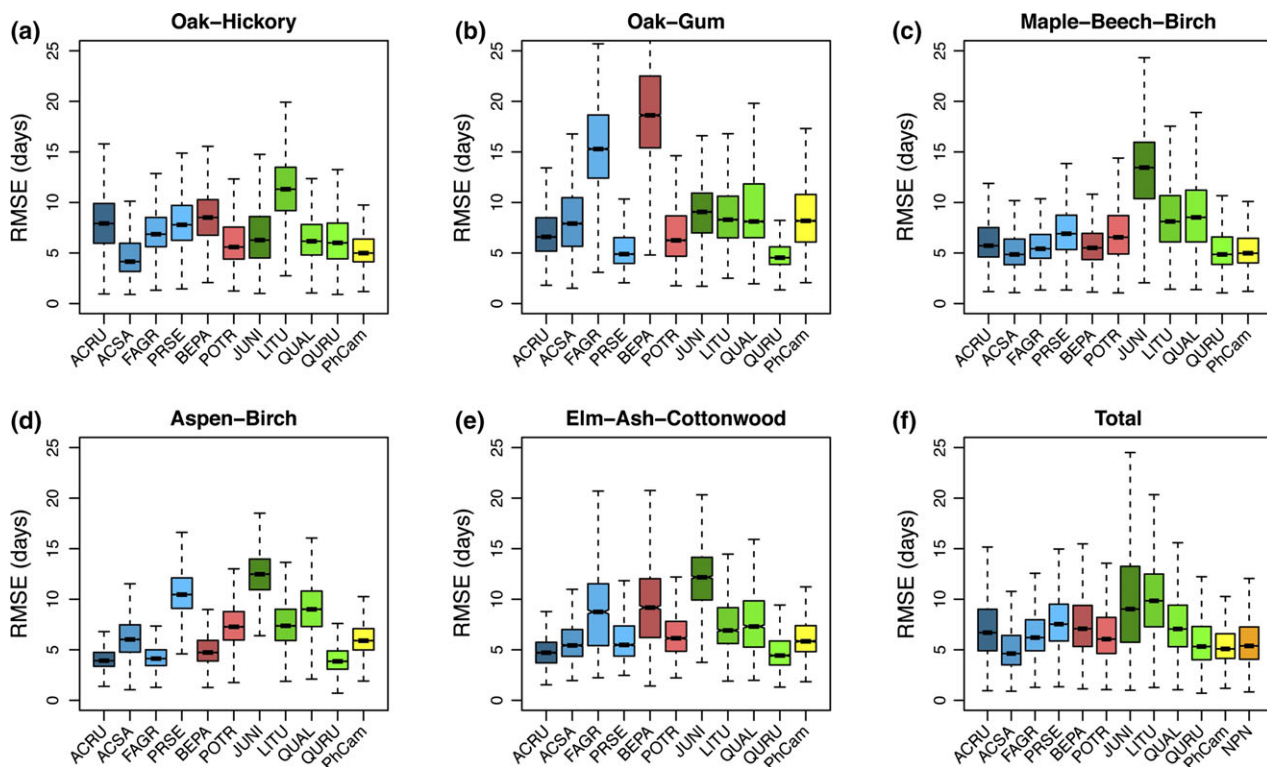 (a) Oak−Hickory
RMSE (days)
25
20
15
10
5
0
ACRU ACSA FAGR PRSE BEPA POTR JUNI LITU QUAL QURU PhCam
(b) Oak−Gum
RMSE (days)
25
20
15
10
5
0
ACRU ACSA FAGR PRSE BEPA POTR JUNI LITU QUAL QURU PhCam
(c) Maple−Beech−Birch
RMSE (days)
25
20
15
10
5
0
ACRU ACSA FAGR PRSE BEPA POTR JUNI LITU QUAL QURU PhCam
(d) Aspen−Birch
RMSE (days)
25
20
15
10
5
0
ACRU ACSA FAGR PRSE BEPA POTR JUNI LITU QUAL QURU PhCam
(e) Elm−Ash−Cottonwood
RMSE (days)
25
20
15
10
5
0
ACRU ACSA FAGR PRSE BEPA POTR JUNI LITU QUAL QURU PhCam
(f) Total
RMSE (days)
25
20
15
10
5
0
ACRU ACSA FAGR PRSE BEPA POTR JUNI LITU QUAL QURU PhCam NPN